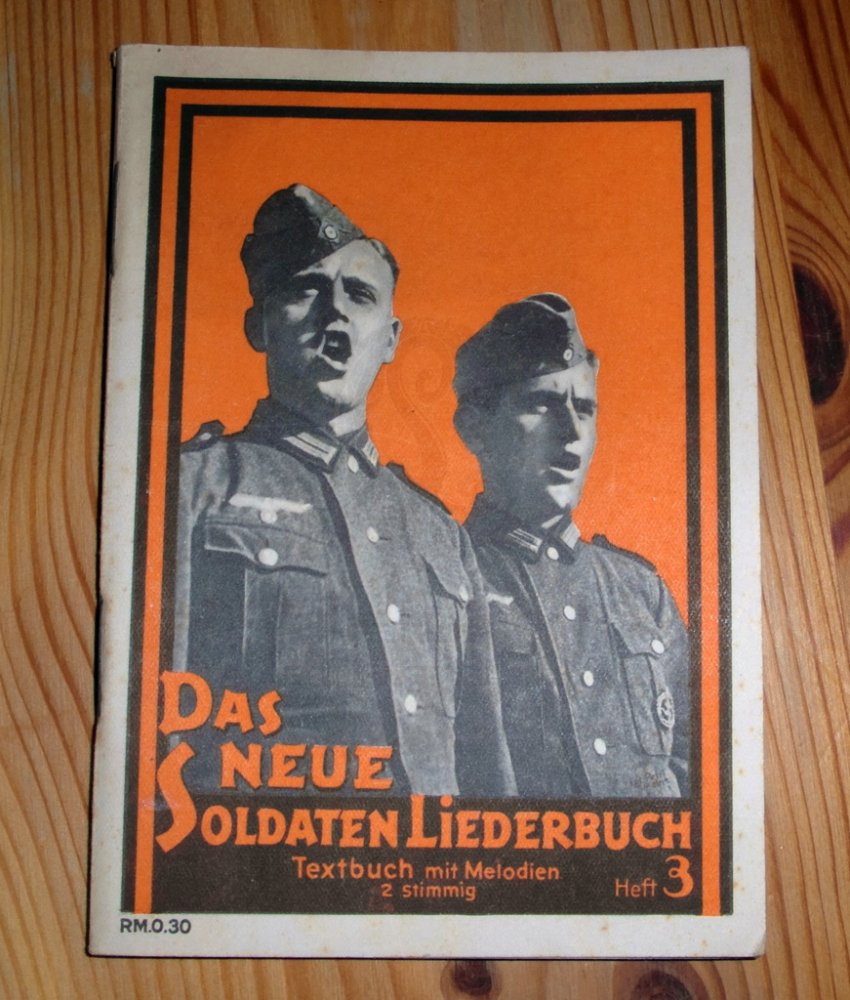 DAS
NEUE
SOLDATEN LiEDERBUCH
Textbuch mit Melodien
2 stimmig
Heft 3
RM.0.30